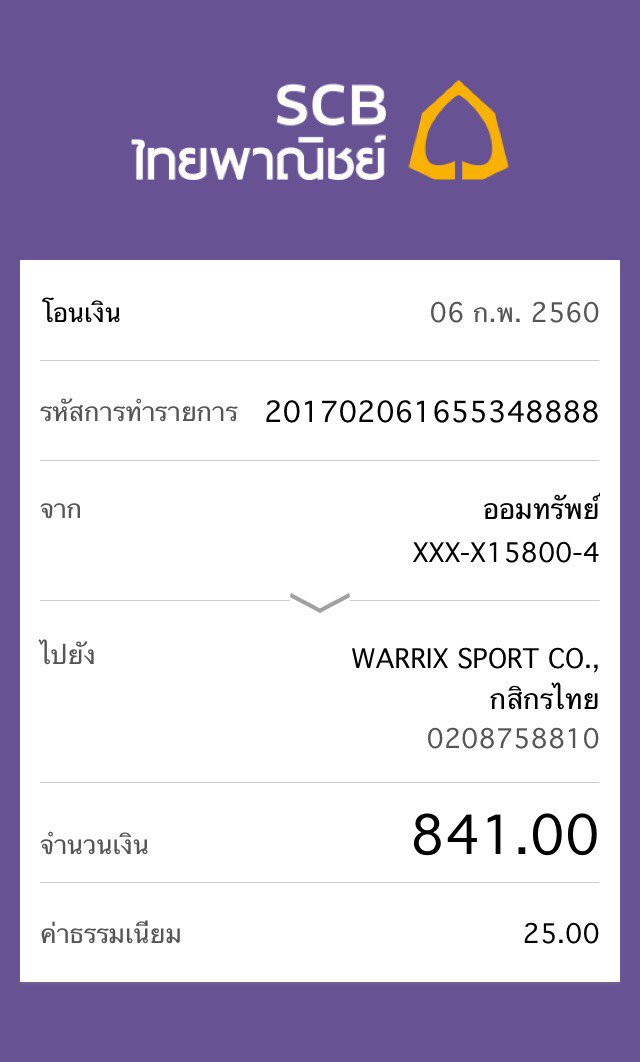 SCB
ไทยพาณิชย์
โอนเงิน 06 ก.พ. 2560
รหัสการทำรายการ 201702061655348888
จาก ออมทรัพย์
XXX-X15800-4
ไปยัง WARRIX SPORT CO.,
กสิกรไทย
0208758810
จำนวนเงิน 841.00
ค่าธรรมเนียม 25.00